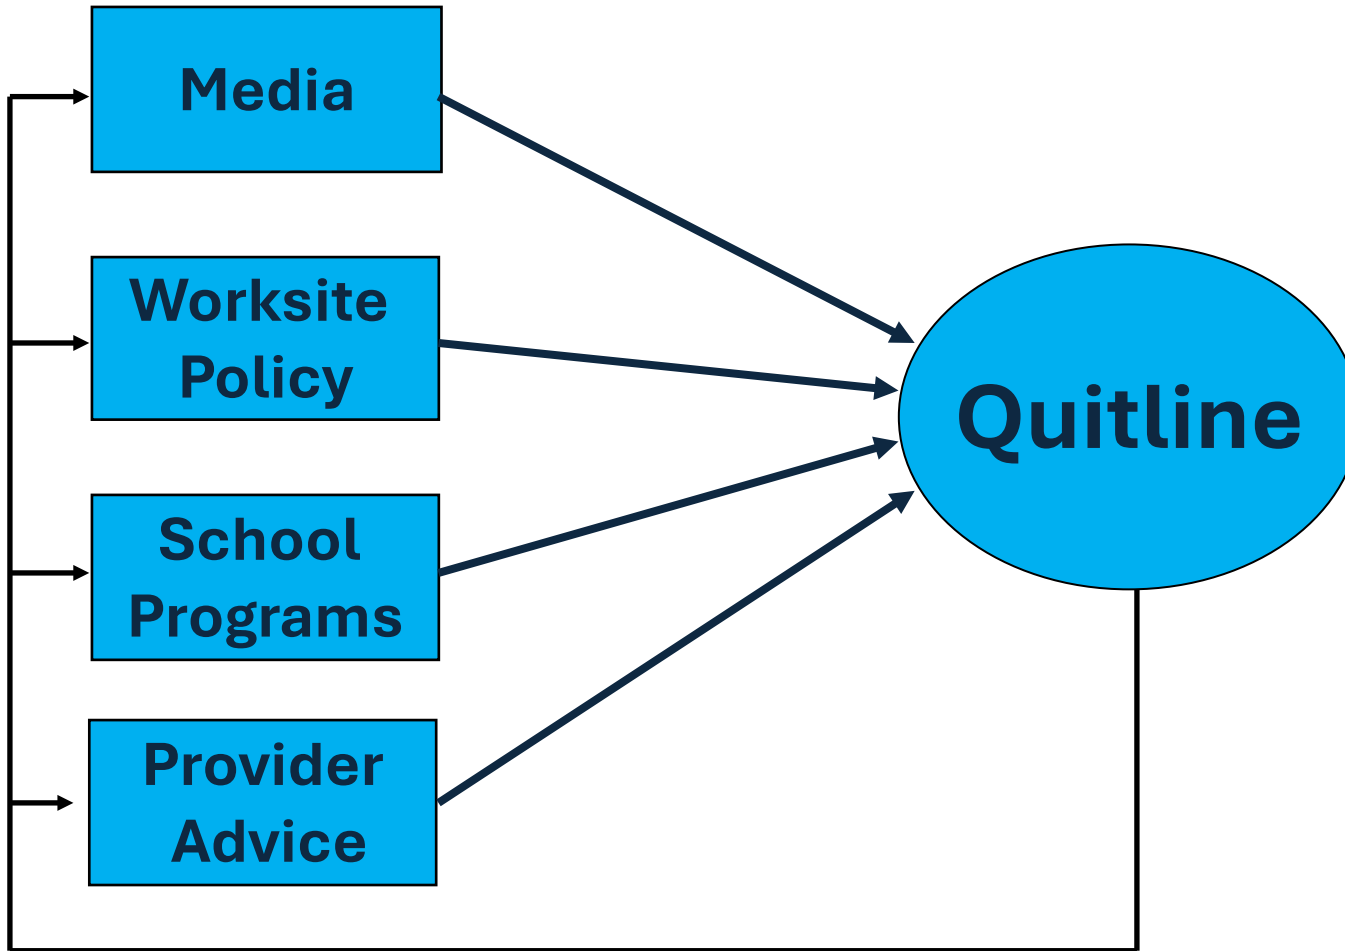 Media
Worksite
Policy
School
Programs
Provider
Advice
Quitline